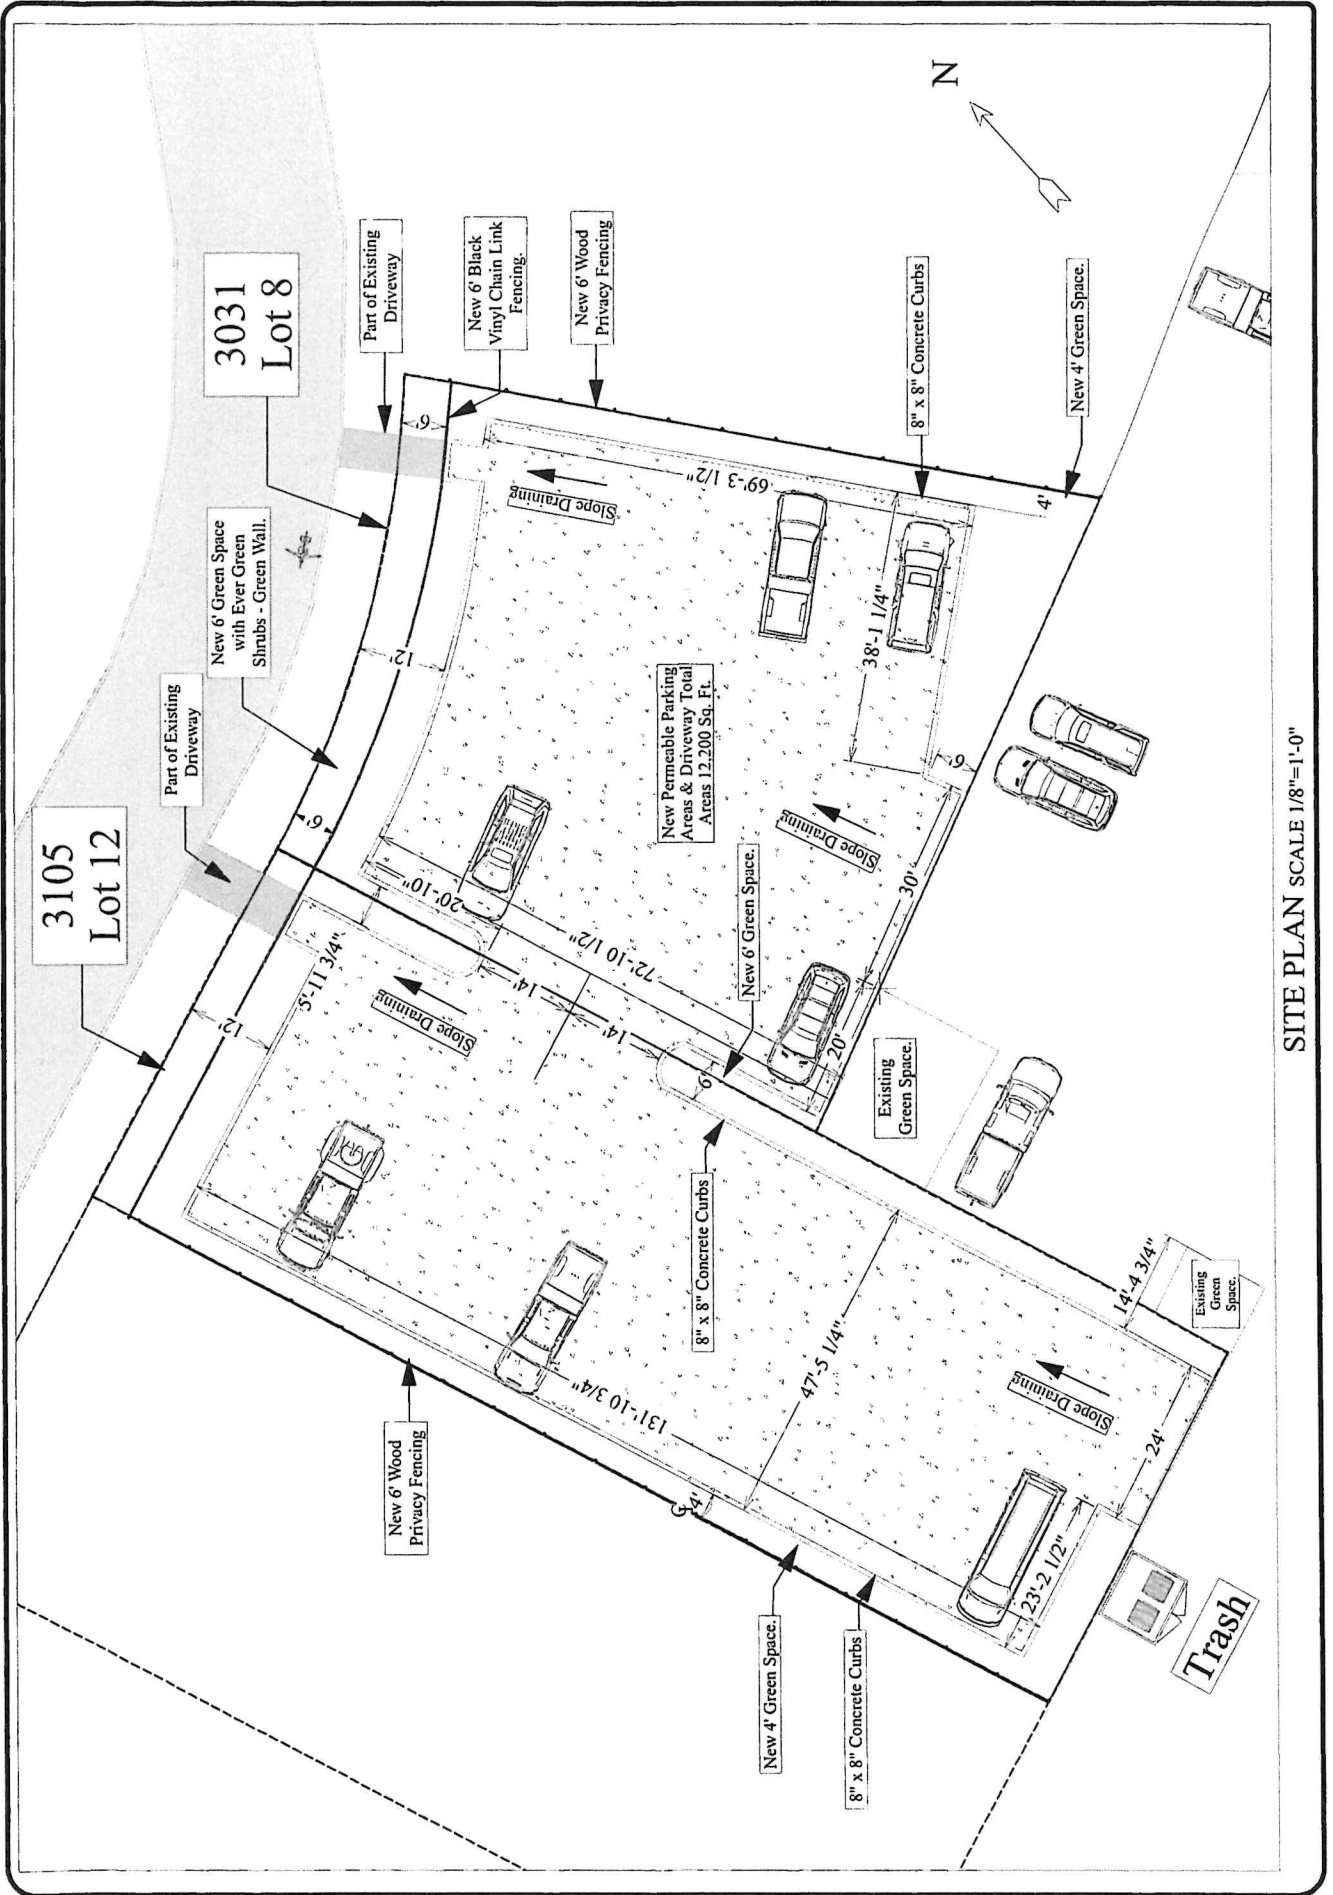 3105
Lot 12
3031
Lot 8
N
Part of Existing
Driveway
New 6' Green Space
with Ever Green
Shrubs - Green Wall.
Part of Existing
Driveway
New 6' Black
Vinyl Chain Link
Fencing.
New 6' Wood
Privacy Fencing
8" x 8" Concrete Curbs
New 4' Green Space.
6'
12'
6'
12'
69'-3 1/2"
4'
38'-1 1/4"
6'
Slope Draining
New Permeable Parking
Areas & Driveway Total
Areas 12,200 Sq. Ft.
Slope Draining
30'
20'-10"
72'-10 1/2"
5'-11 3/4"
14'
14'
Slope Draining
New 6' Green Space.
6'
20'
Existing
Green Space.
8" x 8" Concrete Curbs
47'-5 1/4"
131'-10 3/4"
14'-4 3/4"
Existing
Green
Space.
Slope Draining
24'
23'-2 1/2"
4'
New 6' Wood
Privacy Fencing
New 4' Green Space.
8" x 8" Concrete Curbs
Trash
SITE PLAN SCALE 1/8"=1'-0"